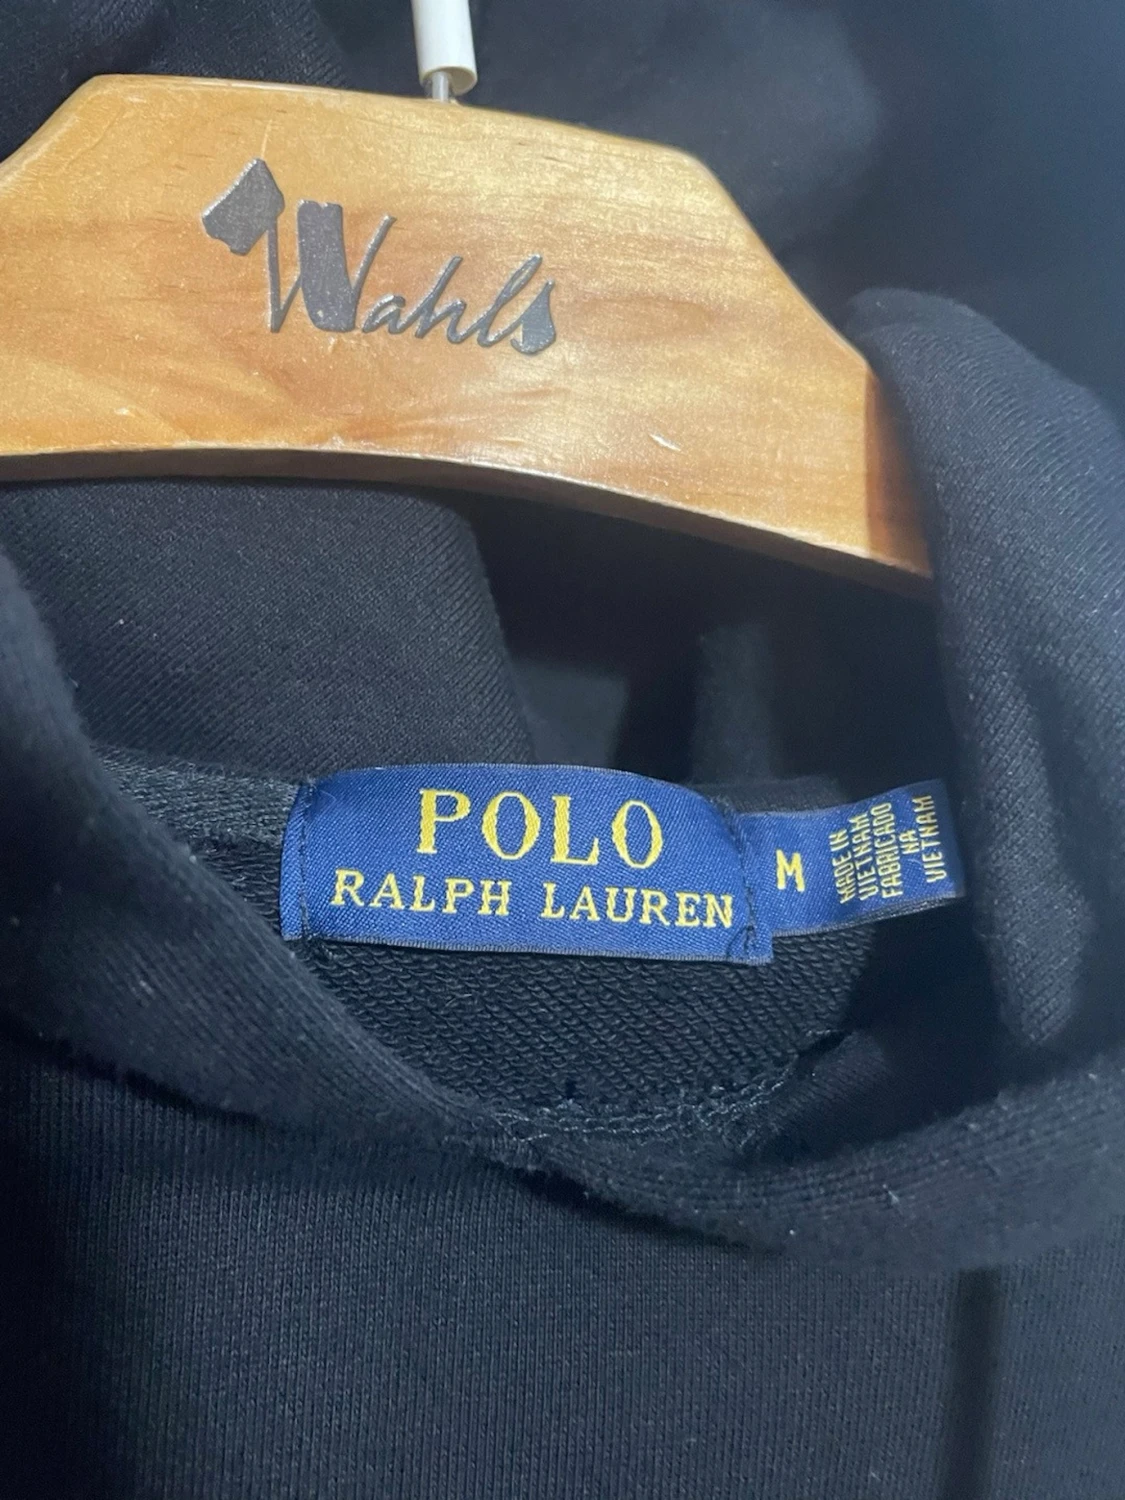 Wahls
POLO
RALPH LAUREN
M
MADE IN
VIETNAM
FABRICADO
NA
VIETNAM